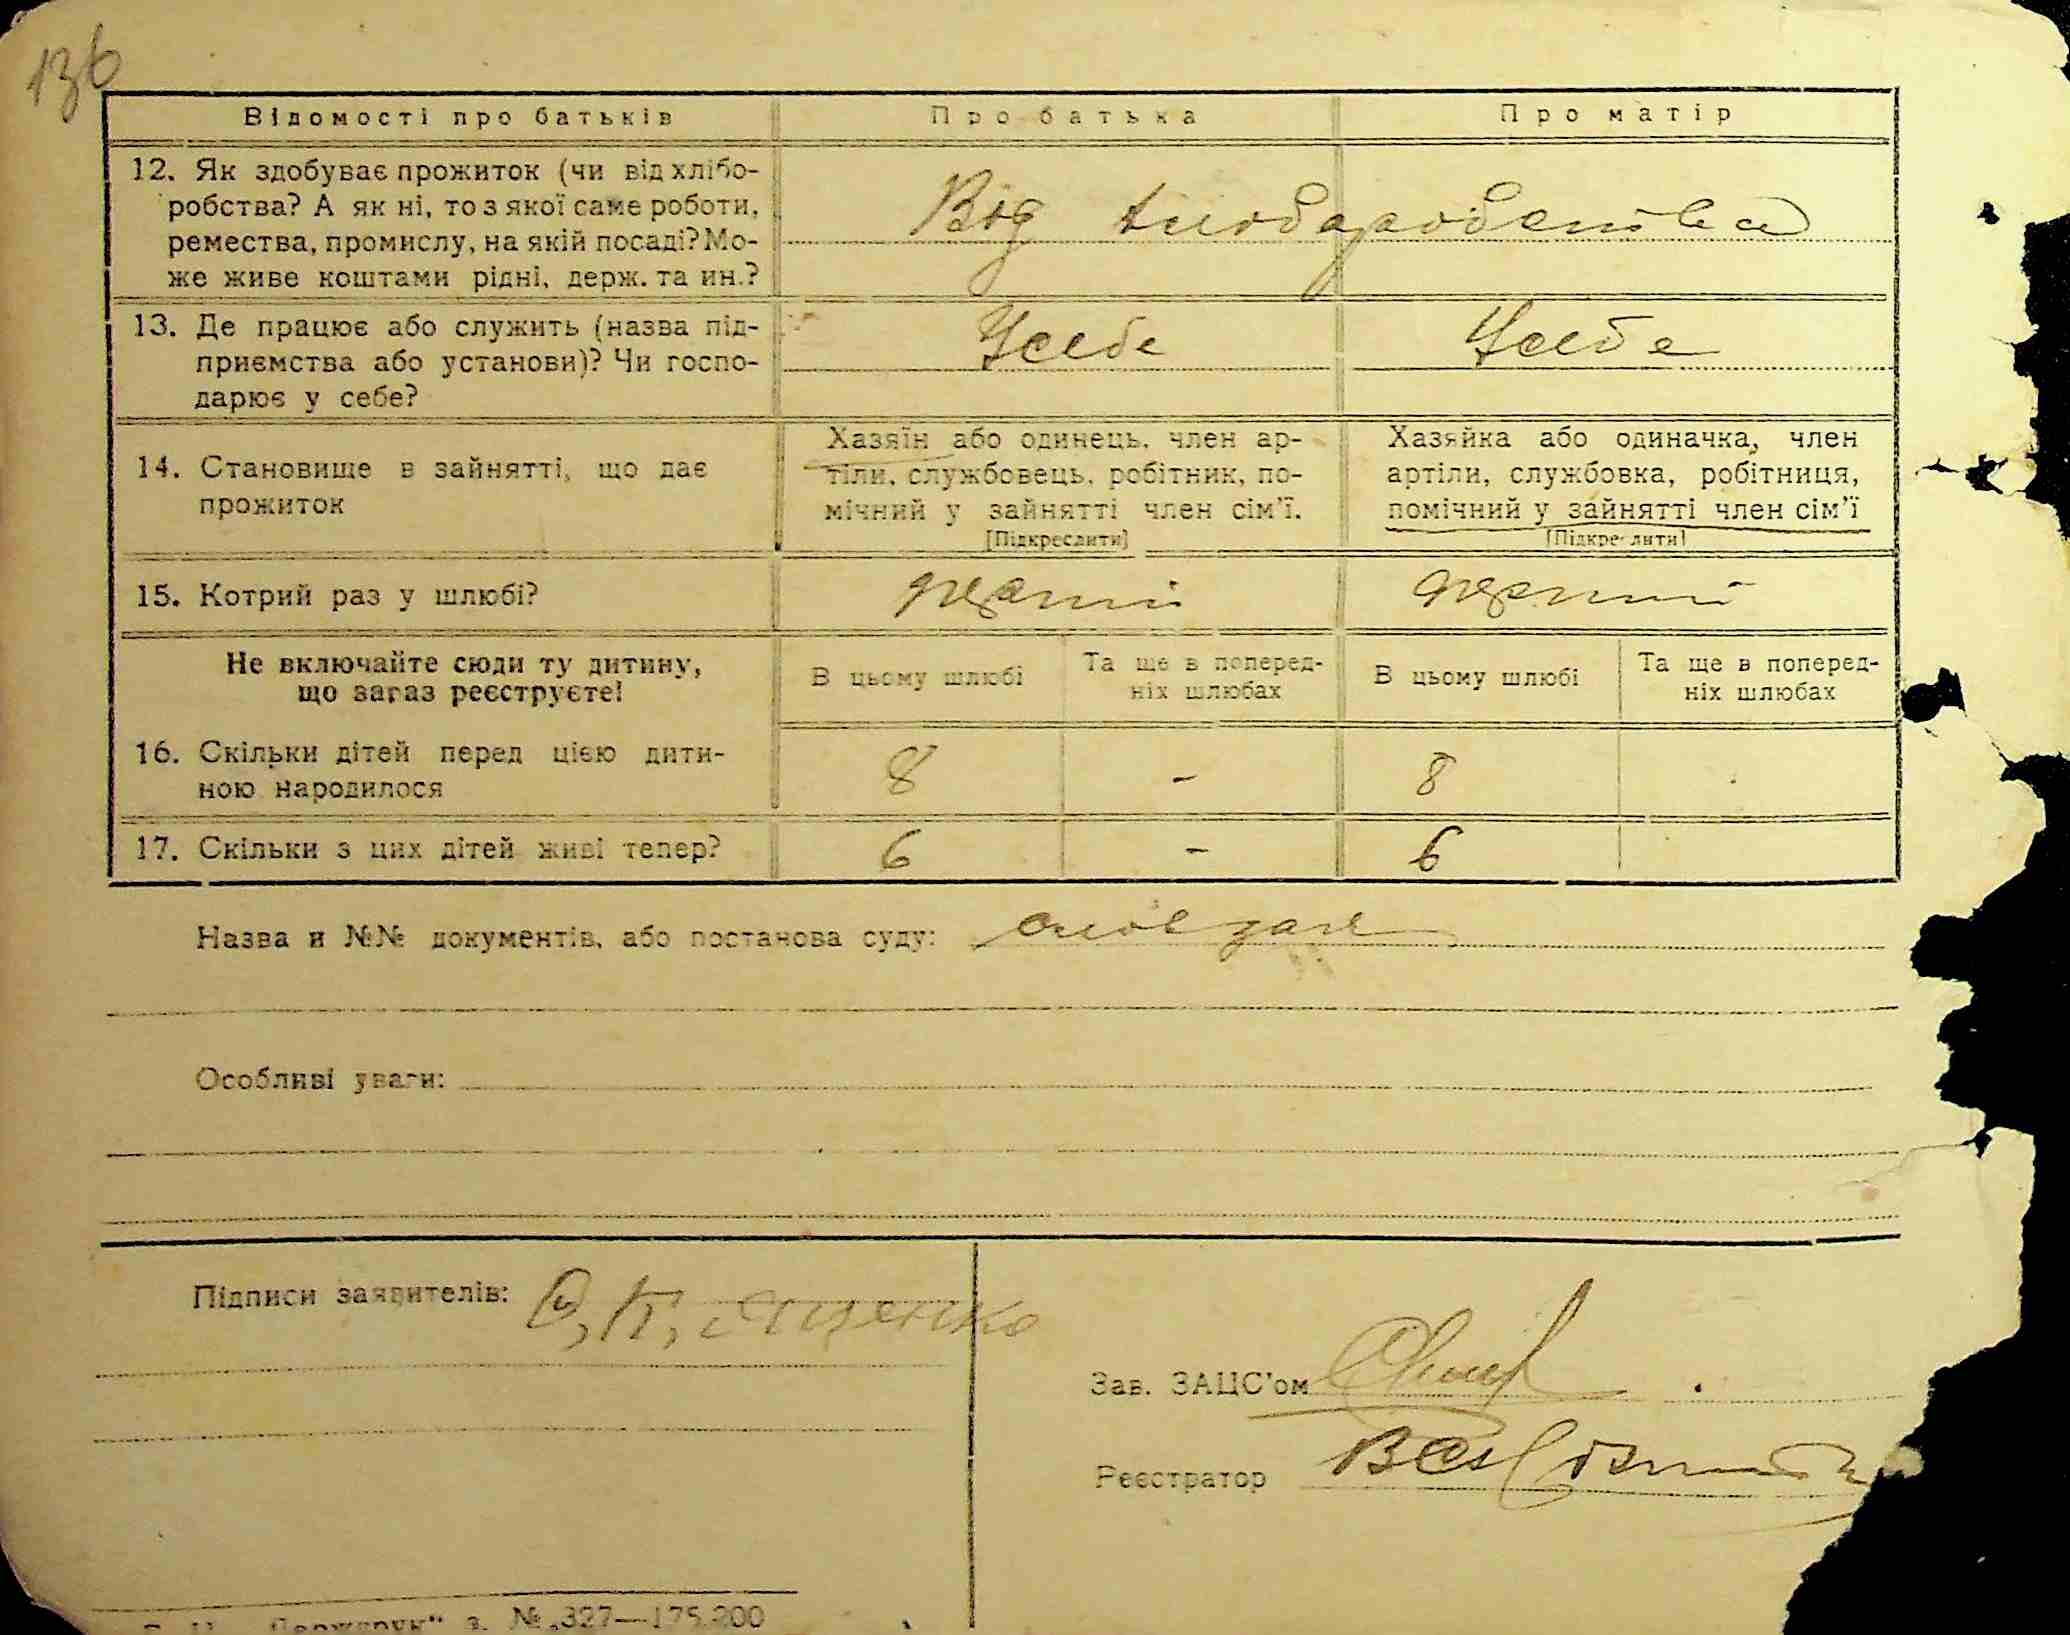 136
Відомості про батьків Про батька Про матір
12. Як здобуває прожиток (чи від хлібо-
робства? А як ні, то з якої саме роботи,
ремества, промислу, на якій посаді? Мо-
же живе коштами рідні, держ. та ин.?
Від хлібаробства
13. Де працює або служить (назва під-
приємства або установи)? Чи госпо-
дарює у себе?
Усебе Усебе
14. Становище в зайнятті, що дає
прожиток
Хазяїн або одинець, член ар-
тіли, службовець, робітник, по-
мічний у зайнятті член сім'ї.
[Підкреслити]
Хазяйка або одиначка, член
артіли, службовка, робітниця,
помічний у зайнятті член сім'ї
[Підкреслити]
15. Котрий раз у шлюбі?
Не включайте сюди ту дитину,
що зараз реєструєте!
В цьому шлюбі Та ще в поперед-
ніх шлюбах
В цьому шлюбі Та ще в поперед-
ніх шлюбах
16. Скільки дітей перед цією дити-
ною народилося
8 - 8
17. Скільки з цих дітей живі тепер? 6 - 6
Назва и №№ документів, або постанова суду:
Особливі уваги:
Підписи заявителів: О, К, Ященко
Зав. ЗАЦС'ом
Реєстратор
"Держдрук" з. № 327—175.200